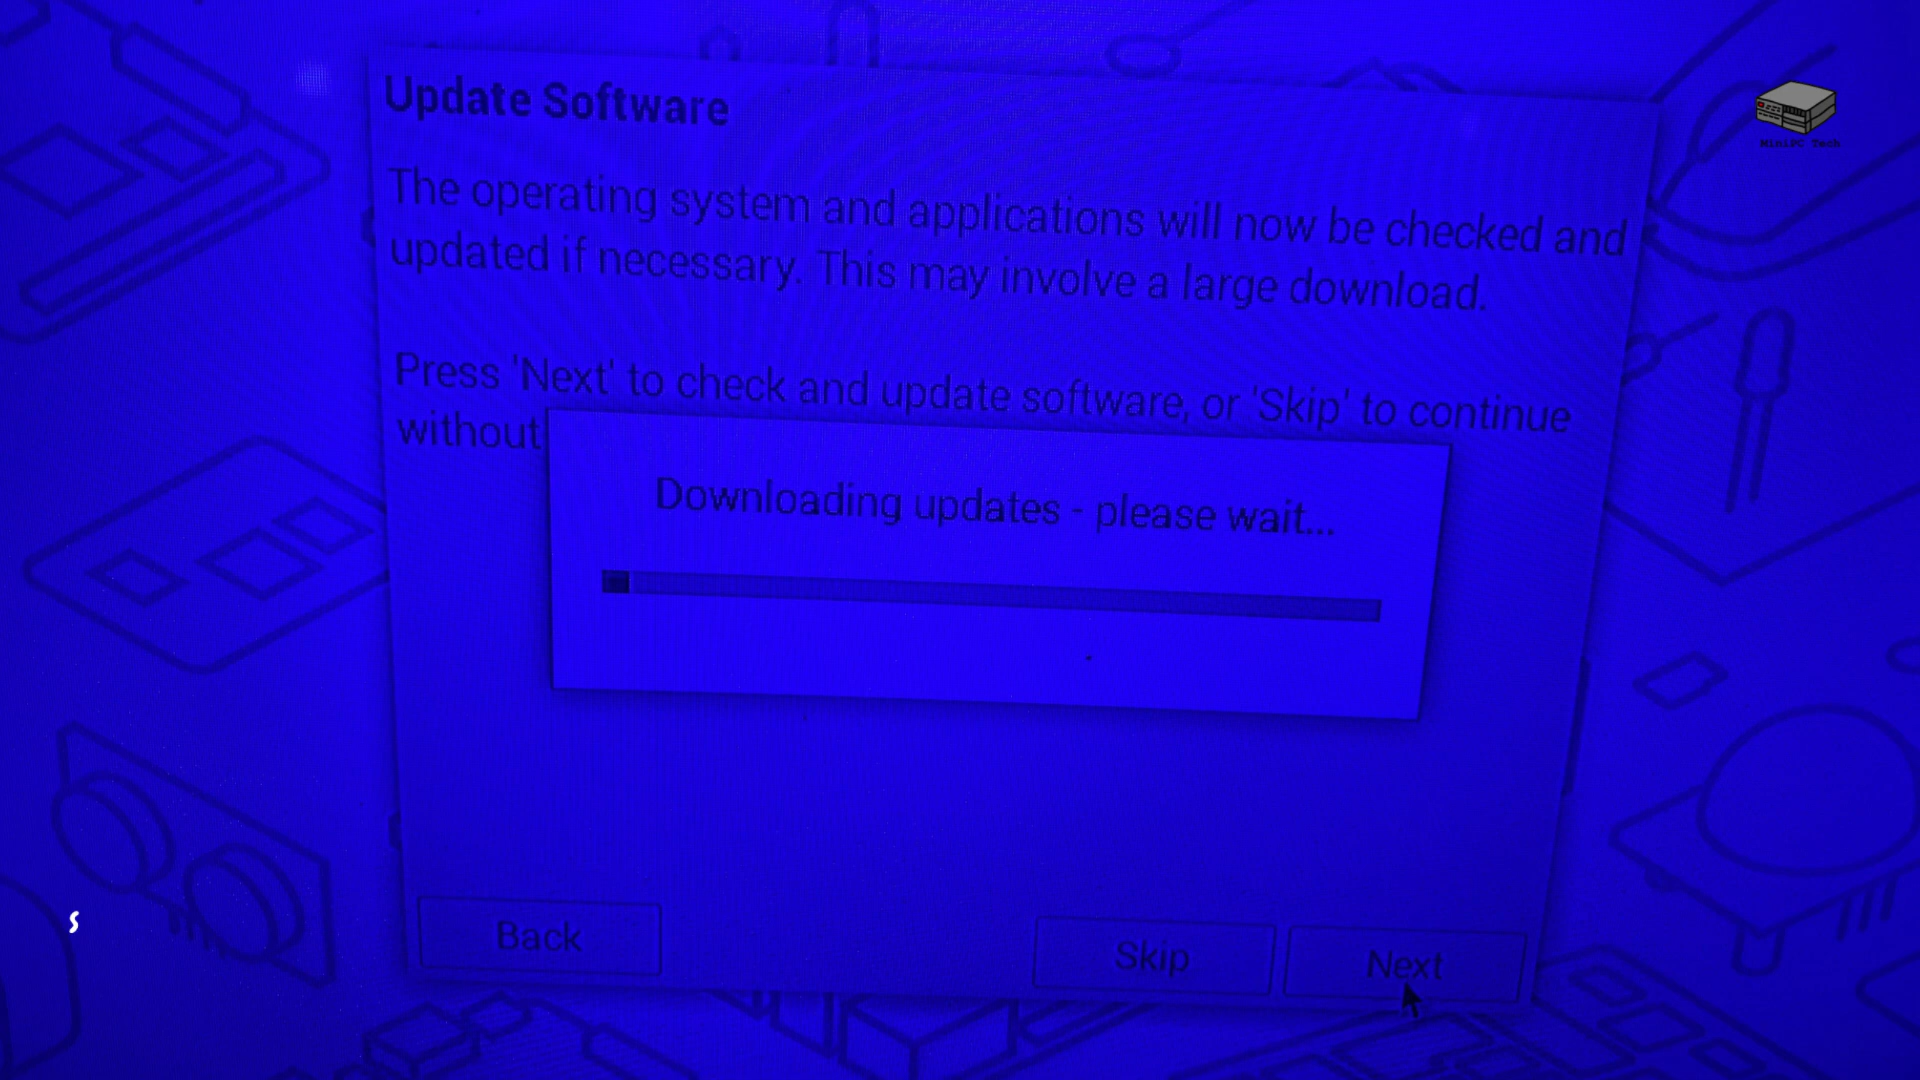 Update Software
The operating system and applications will now be checked and
updated if necessary. This may involve a large download.
Press 'Next' to check and update software, or 'Skip' to continue
without
Downloading updates - please wait...
Back
Skip
Next
MiniPC Tech
S